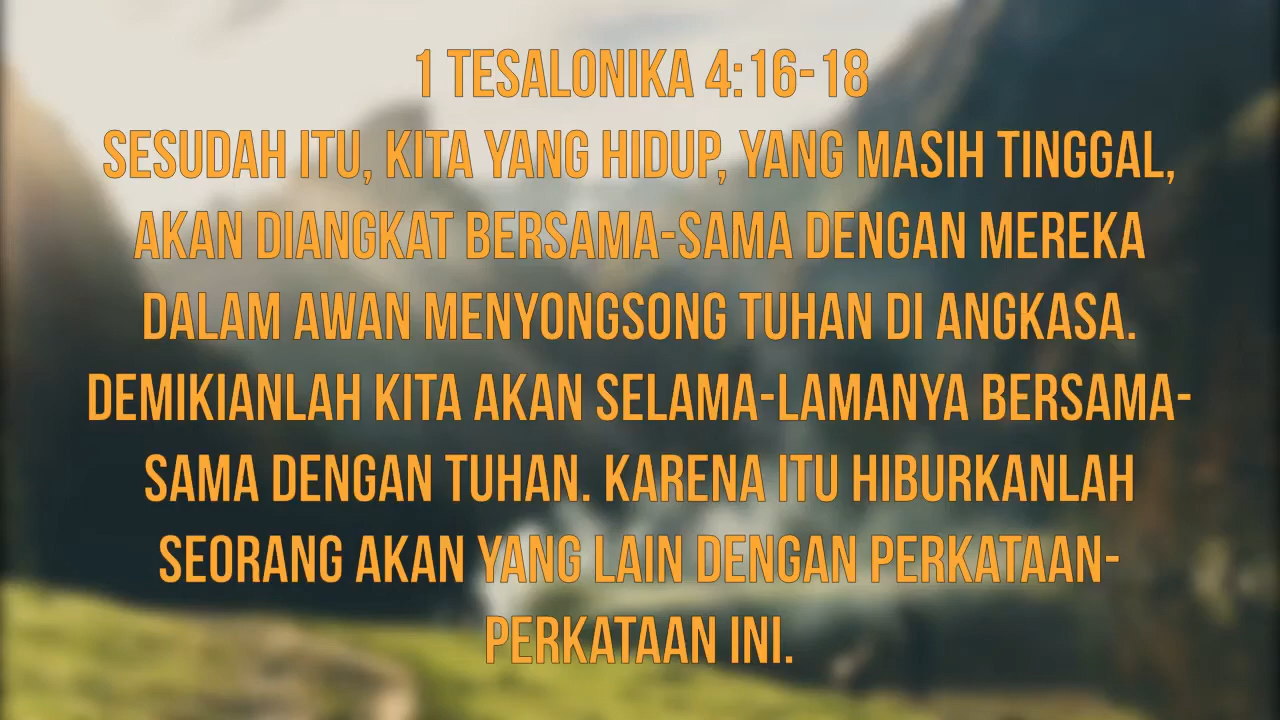 1 TESALONIKA 4:16-18
SESUDAH ITU, KITA YANG HIDUP, YANG MASIH TINGGAL,
AKAN DIANGKAT BERSAMA-SAMA DENGAN MEREKA
DALAM AWAN MENYONGSONG TUHAN DI ANGKASA.
DEMIKIANLAH KITA AKAN SELAMA-LAMANYA BERSAMA-
SAMA DENGAN TUHAN. KARENA ITU HIBURKANLAH
SEORANG AKAN YANG LAIN DENGAN PERKATAAN-
PERKATAAN INI.